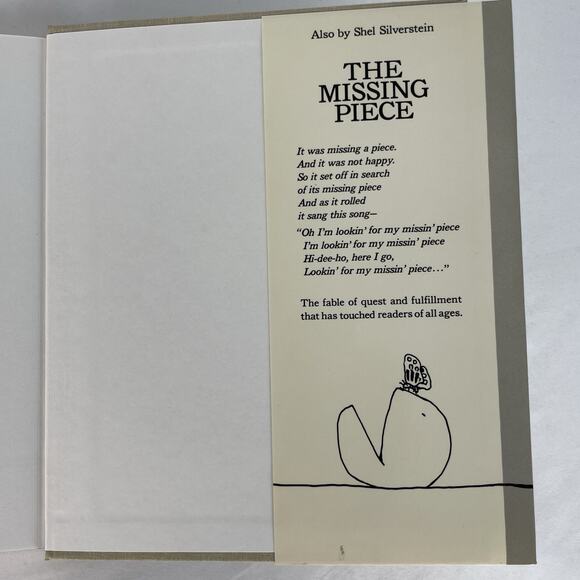 Also by Shel Silverstein
THE
MISSING
PIECE
It was missing a piece.
And it was not happy.
So it set off in search
of its missing piece
And as it rolled
it sang this song—
“Oh I'm lookin' for my missin' piece
I'm lookin' for my missin' piece
Hi-dee-ho, here I go,
Lookin' for my missin' piece...”
The fable of quest and fulfillment
that has touched readers of all ages.